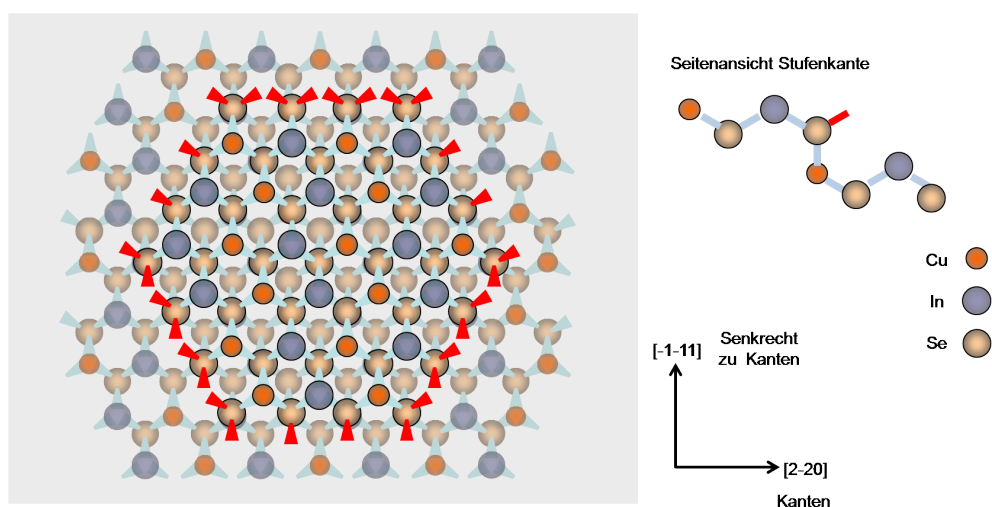 Seitenansicht Stufenkante
Cu
In
Se
[-1-11]
Senkrecht
zu Kanten
[2-20]
Kanten